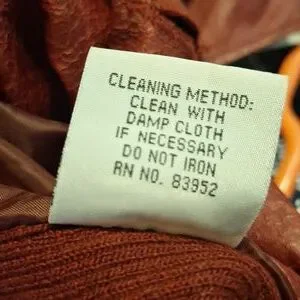 CLEANING METHOD:
CLEAN WITH
DAMP CLOTH
IF NECESSARY
DO NOT IRON
RN NO. 83952